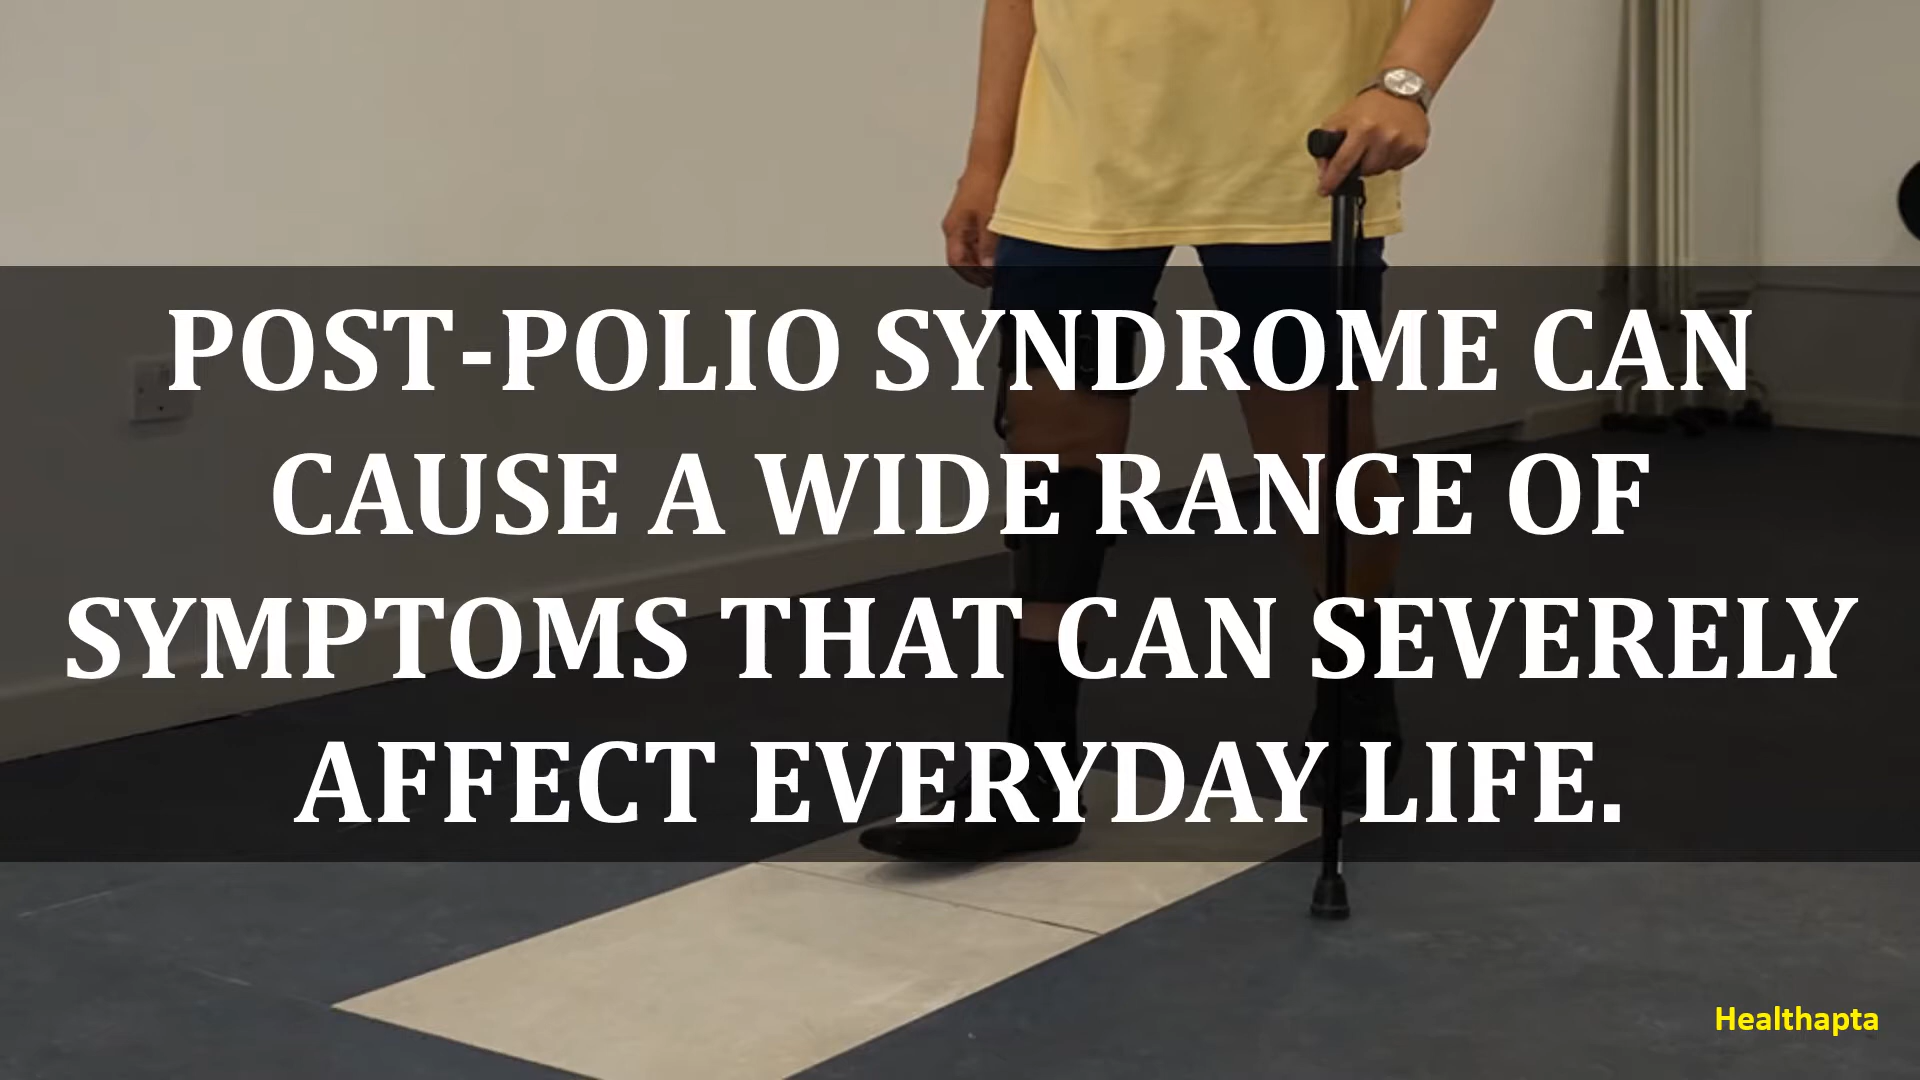 POST-POLIO SYNDROME CAN
CAUSE A WIDE RANGE OF
SYMPTOMS THAT CAN SEVERELY
AFFECT EVERYDAY LIFE.
Healthapta